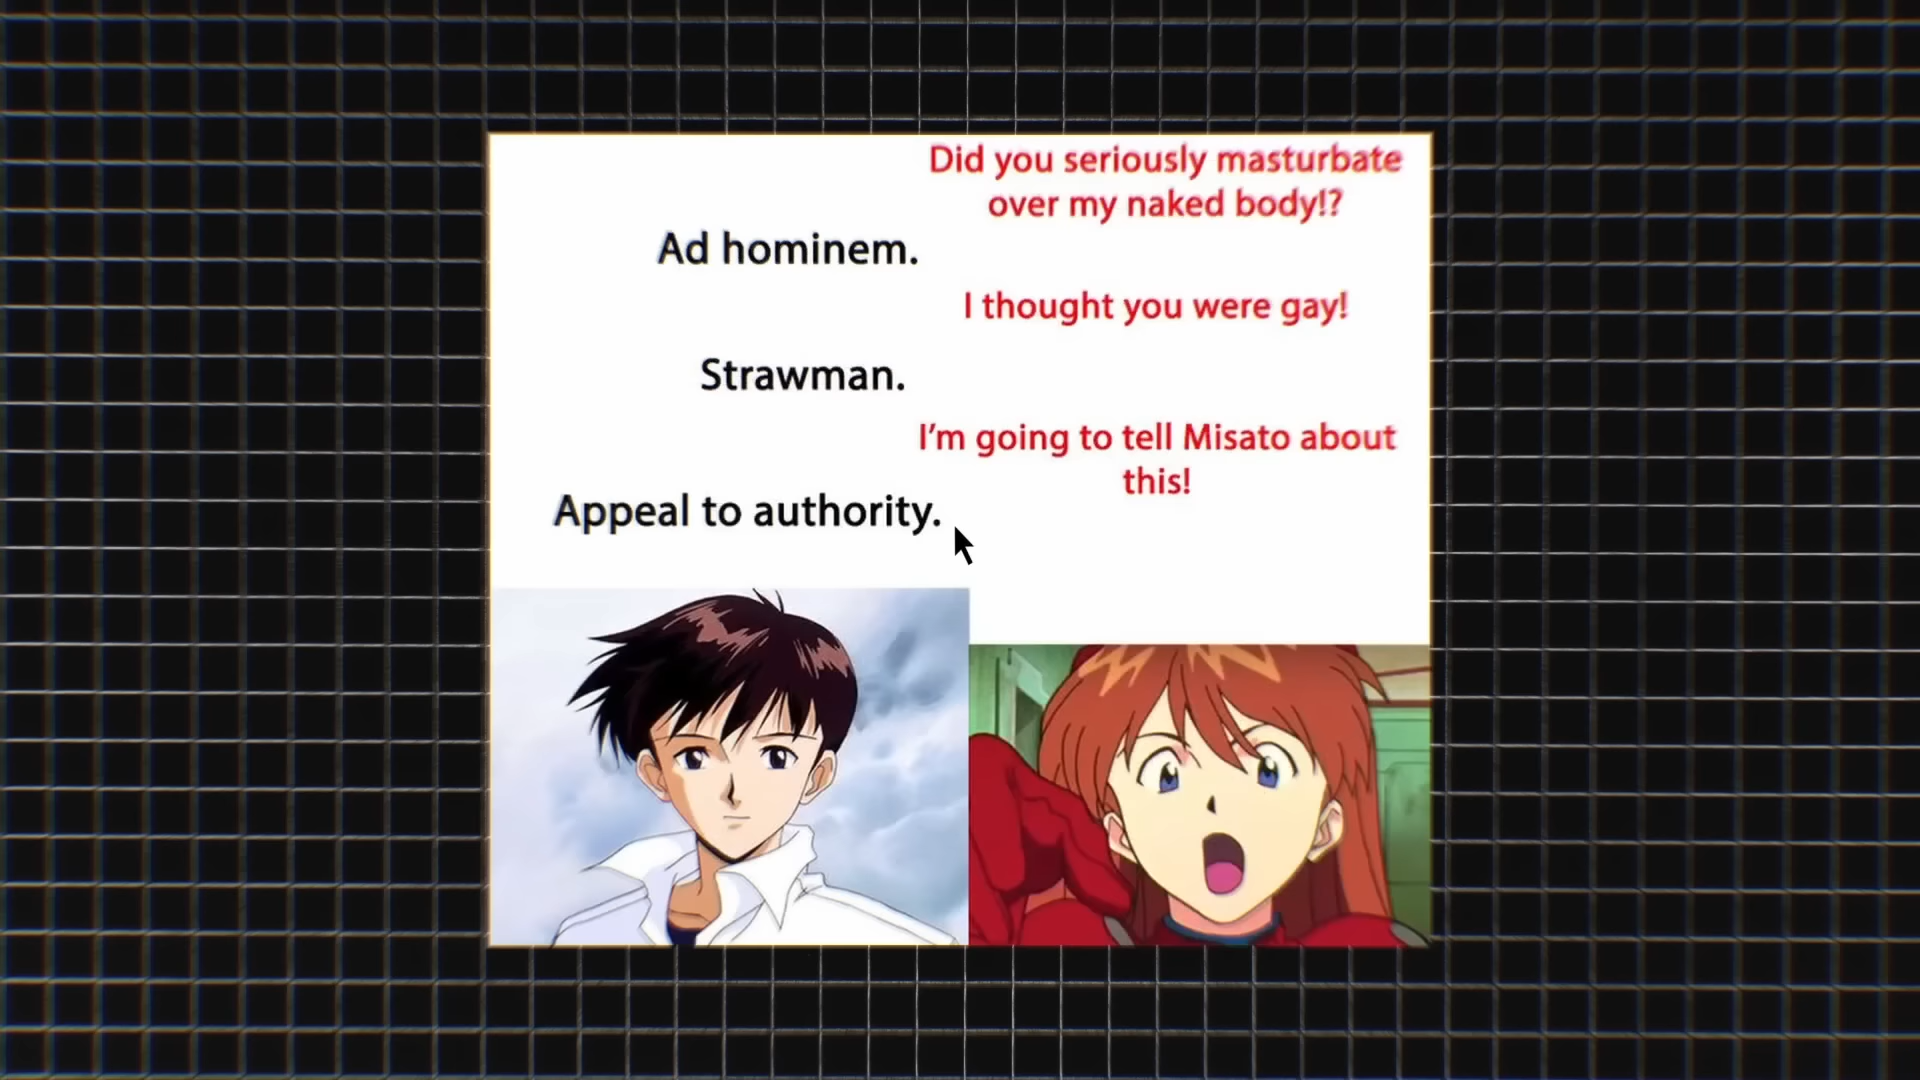 Did you seriously masturbate
over my naked body!?
Ad hominem.
I thought you were gay!
Strawman.
I'm going to tell Misato about
this!
Appeal to authority.